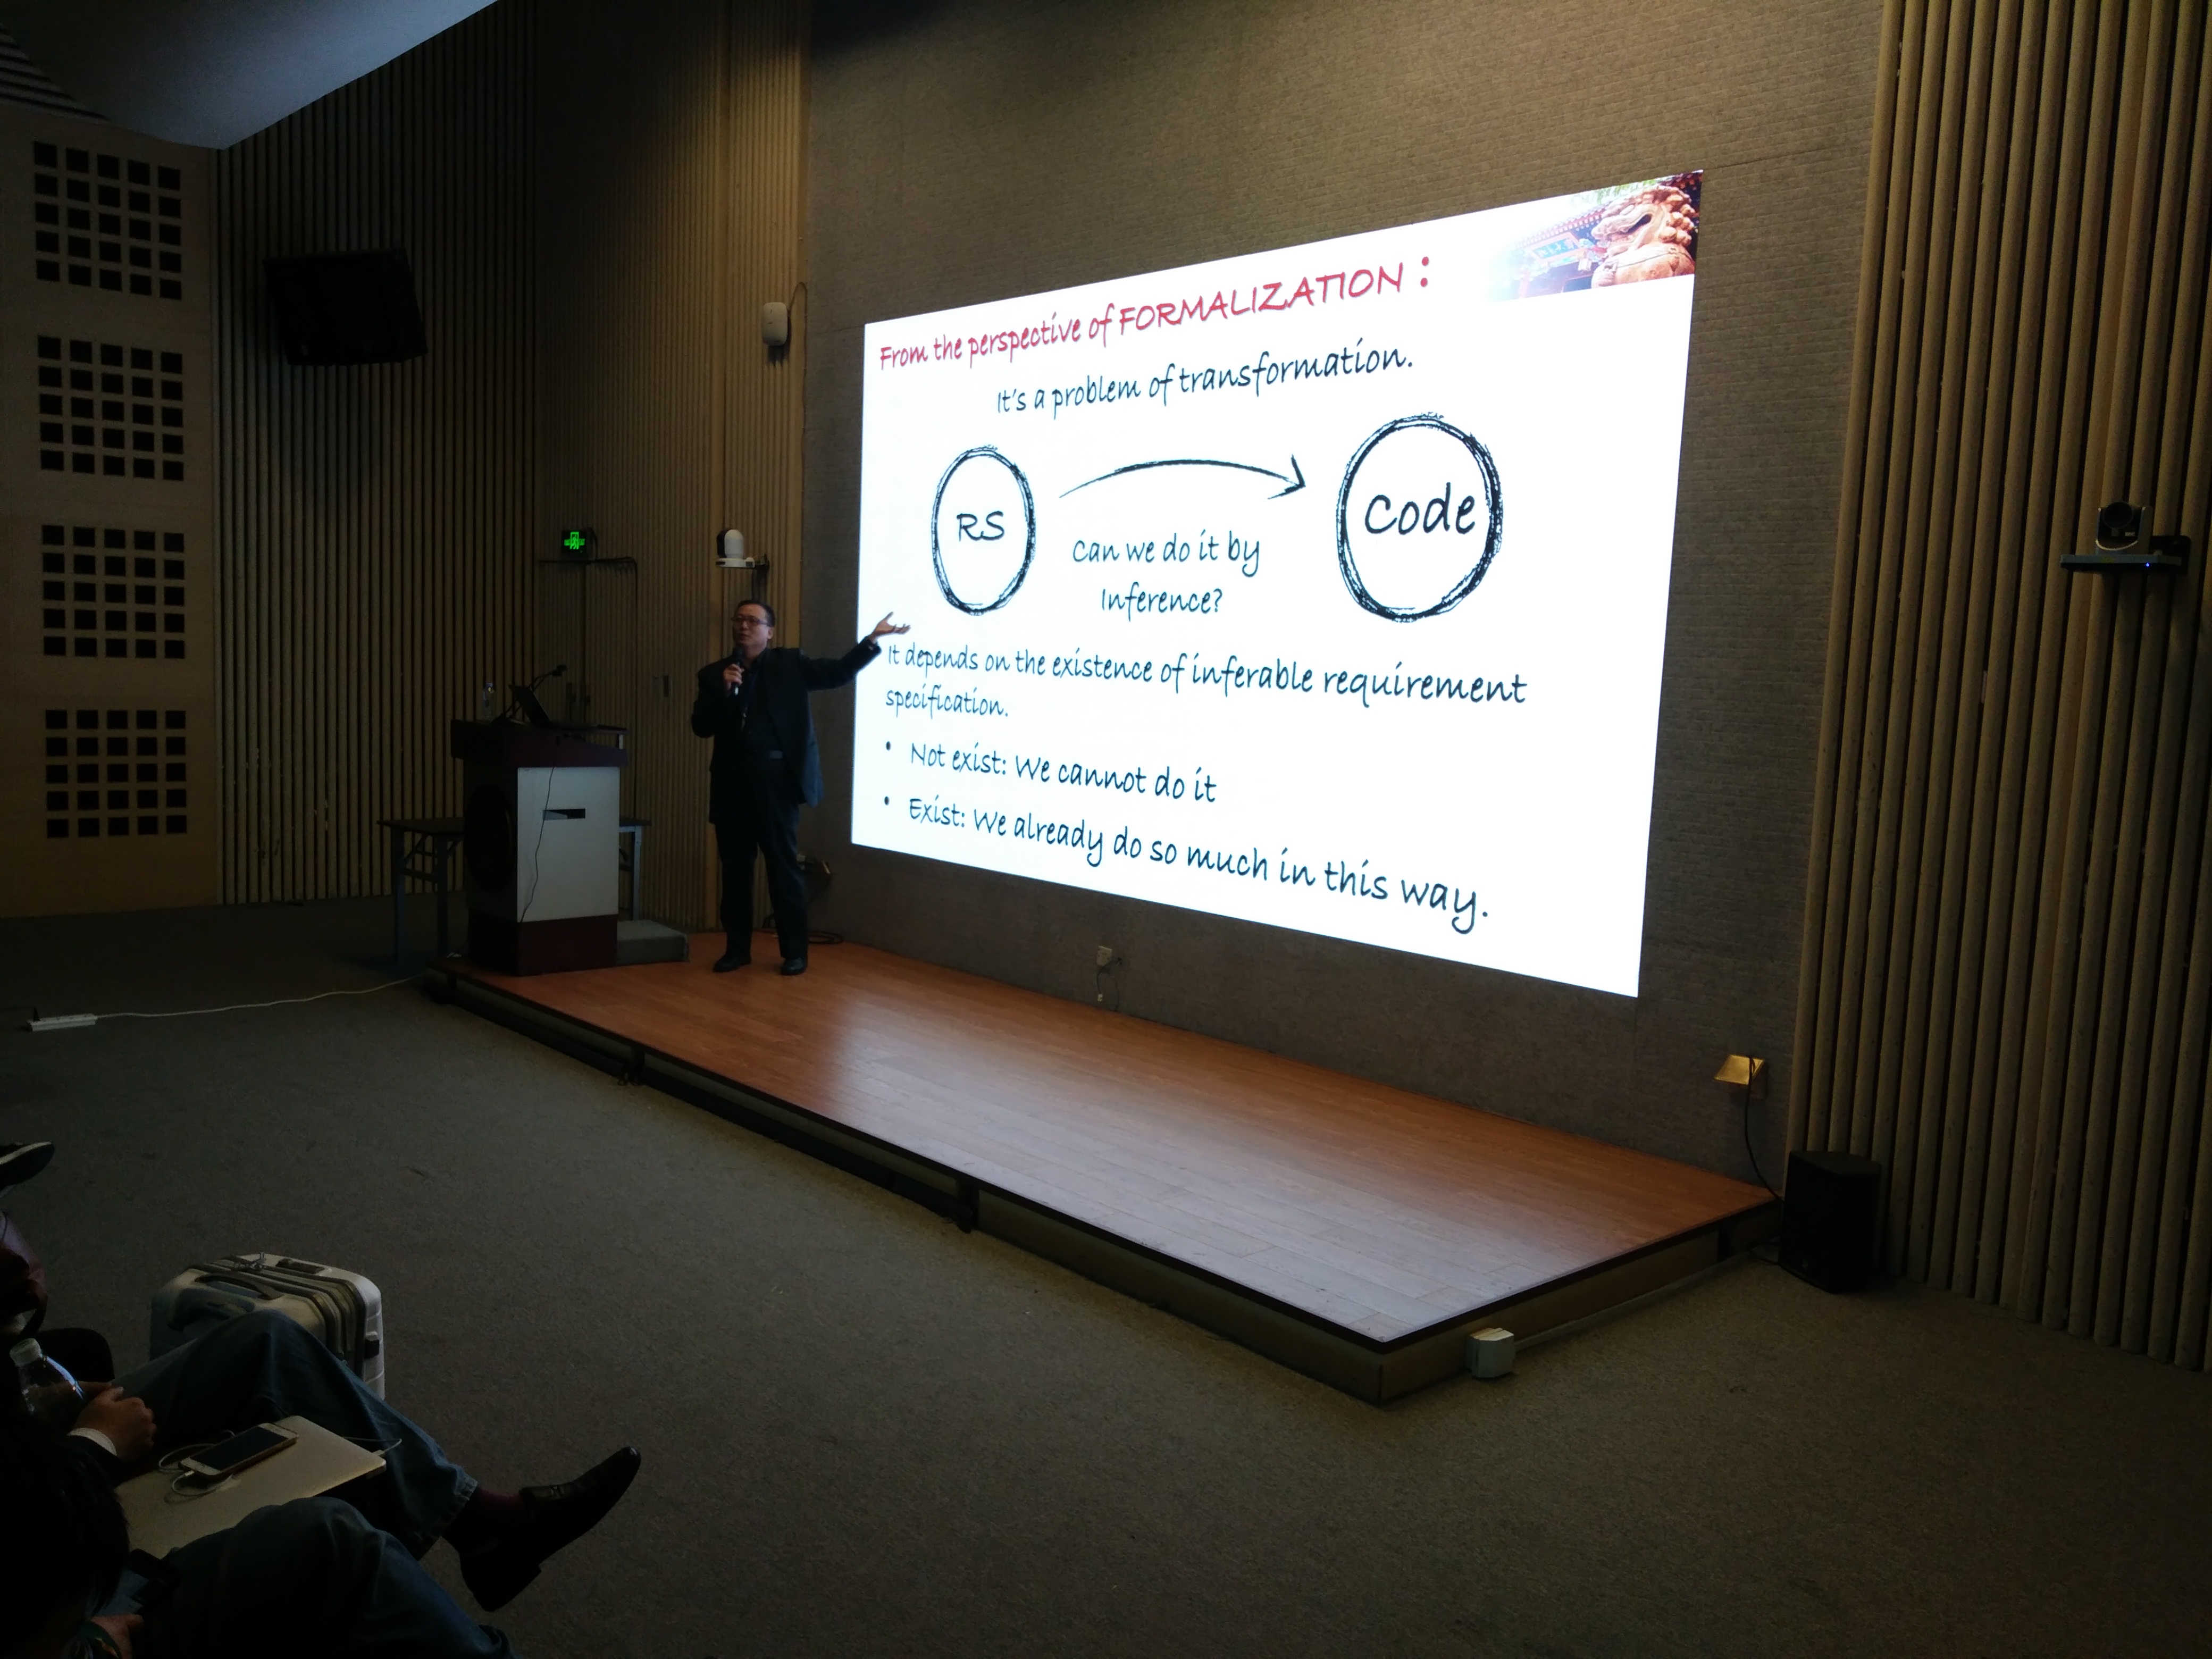 From the perspective of FORMALIZATION :
It's a problem of transformation.
RS
Code
Can we do it by
Inference?
It depends on the existence of inferable requirement
specification.
• Not exist: We cannot do it
• Exist: We already do so much in this way.